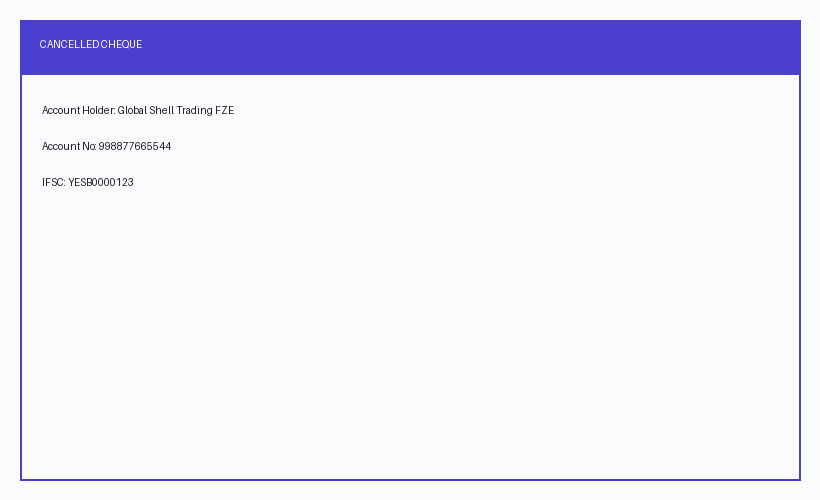 CANCELLED CHEQUE
Account Holder: Global Shell Trading FZE
Account No: 998877665544
IFSC: YESB0000123